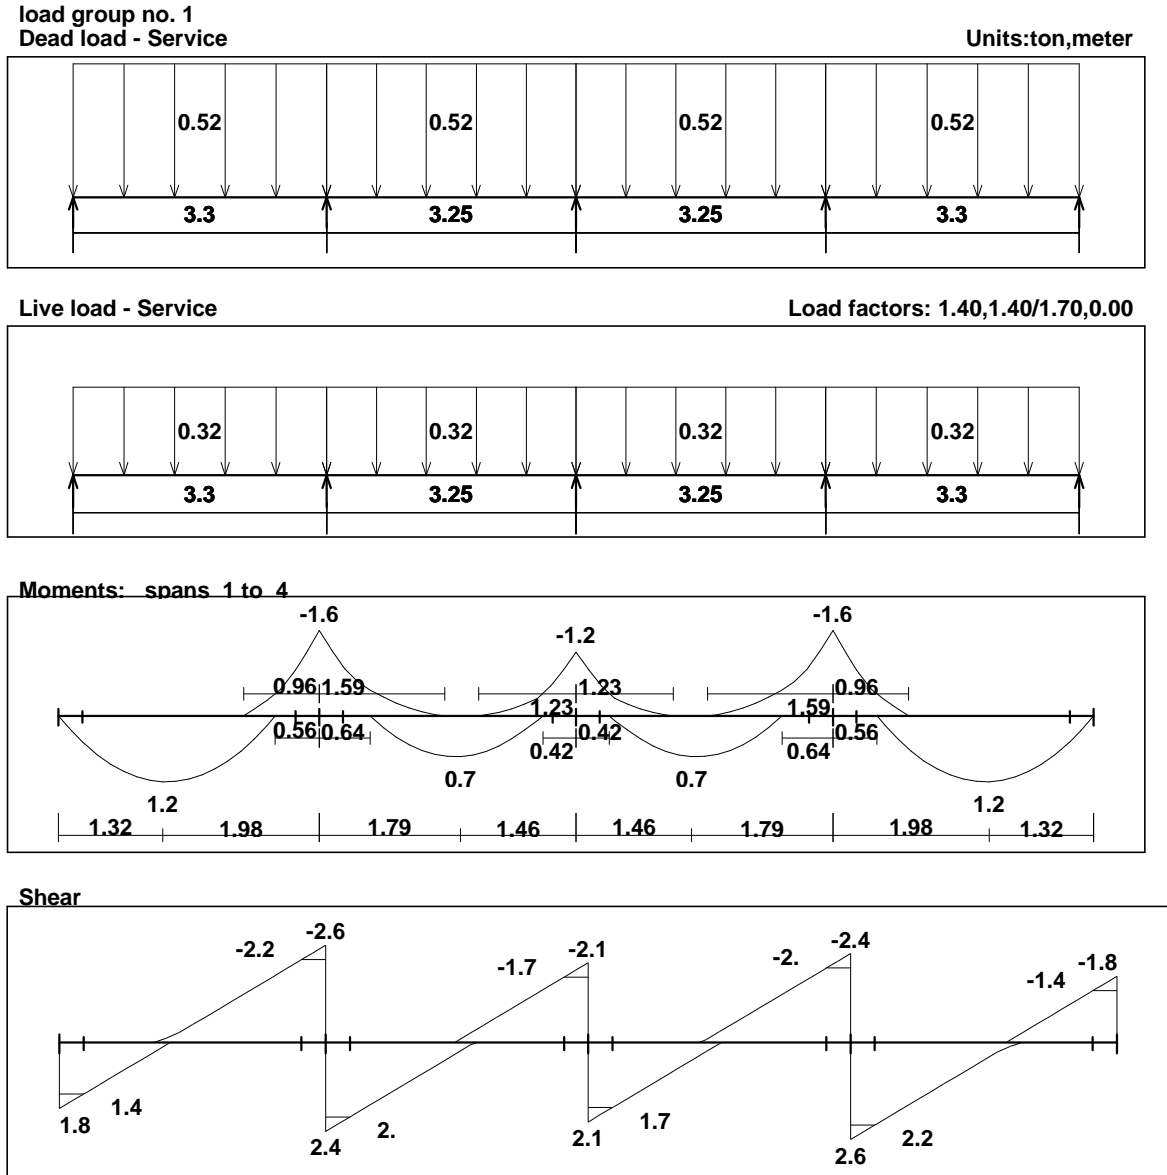 load group no. 1
Dead load - Service Units:ton,meter
0.52 0.52 0.52 0.52
3.3 3.25 3.25 3.3
Live load - Service Load factors: 1.40,1.40/1.70,0.00
0.32 0.32 0.32 0.32
3.3 3.25 3.25 3.3
Moments: spans 1 to 4
-1.6 -1.2 -1.6
0.96 1.59 1.23 0.96
1.23 1.59
0.56 0.64 0.42 0.56
0.42 0.64
0.7 0.7
1.2 1.2
1.32 1.98 1.79 1.46 1.46 1.79 1.98 1.32
Shear
-2.2 -2.6 -1.7 -2.1 -2. -2.4 -1.4 -1.8
1.8 1.4 2.4 2. 2.1 1.7 2.6 2.2